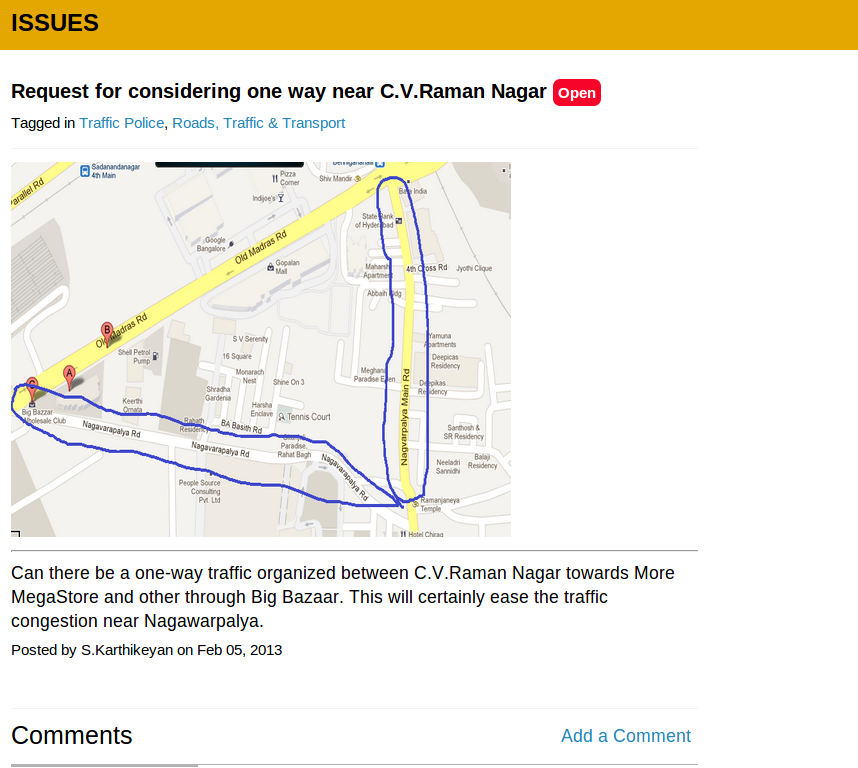 ISSUES
Request for considering one way near C.V.Raman Nagar Open
Tagged in Traffic Police, Roads, Traffic & Transport
Sadanandanagar
4th Main
Parallel Rd
Pizza
Corner
Shiv Mandir
Indijoe's
Bata India
State Bank
of Hyderabad
Google
Bangalore
Old Madras Rd
Gopalan
Mall
Maharshi
Apartment
4th Cross Rd
Jyothi Clique
Abbaih Bldg
B
Old Madras Rd
S V Serenity
Yamuna
Apartments
Shell Petrol
Pump
16 Square
Deepicas
Residency
A
Monarach
Nest
Shine On 3
Meghana
Paradise
Deepikas
Residency
C
Shradha
Gardenia
Keerthi
Ornata
Harsha
Enclave
Tennis Court
Nagvarpalya Main Rd
Big Bazzar
Wholesale Club
Nagavarapalya Rd
Rahath
Residency
BA Basith Rd
Santhosh &
SR Residency
Paradise,
Rahat Bagh
Nagavarapalya Rd
Nagavarapalya Rd
Neeladri
Sannidhi
Balaji
Residency
People Source
Consulting
Pvt. Ltd
Ramanjaneya
Temple
Hotel Chirag
Can there be a one-way traffic organized between C.V.Raman Nagar towards More
MegaStore and other through Big Bazaar. This will certainly ease the traffic
congestion near Nagawarpalya.
Posted by S.Karthikeyan on Feb 05, 2013
Comments
Add a Comment